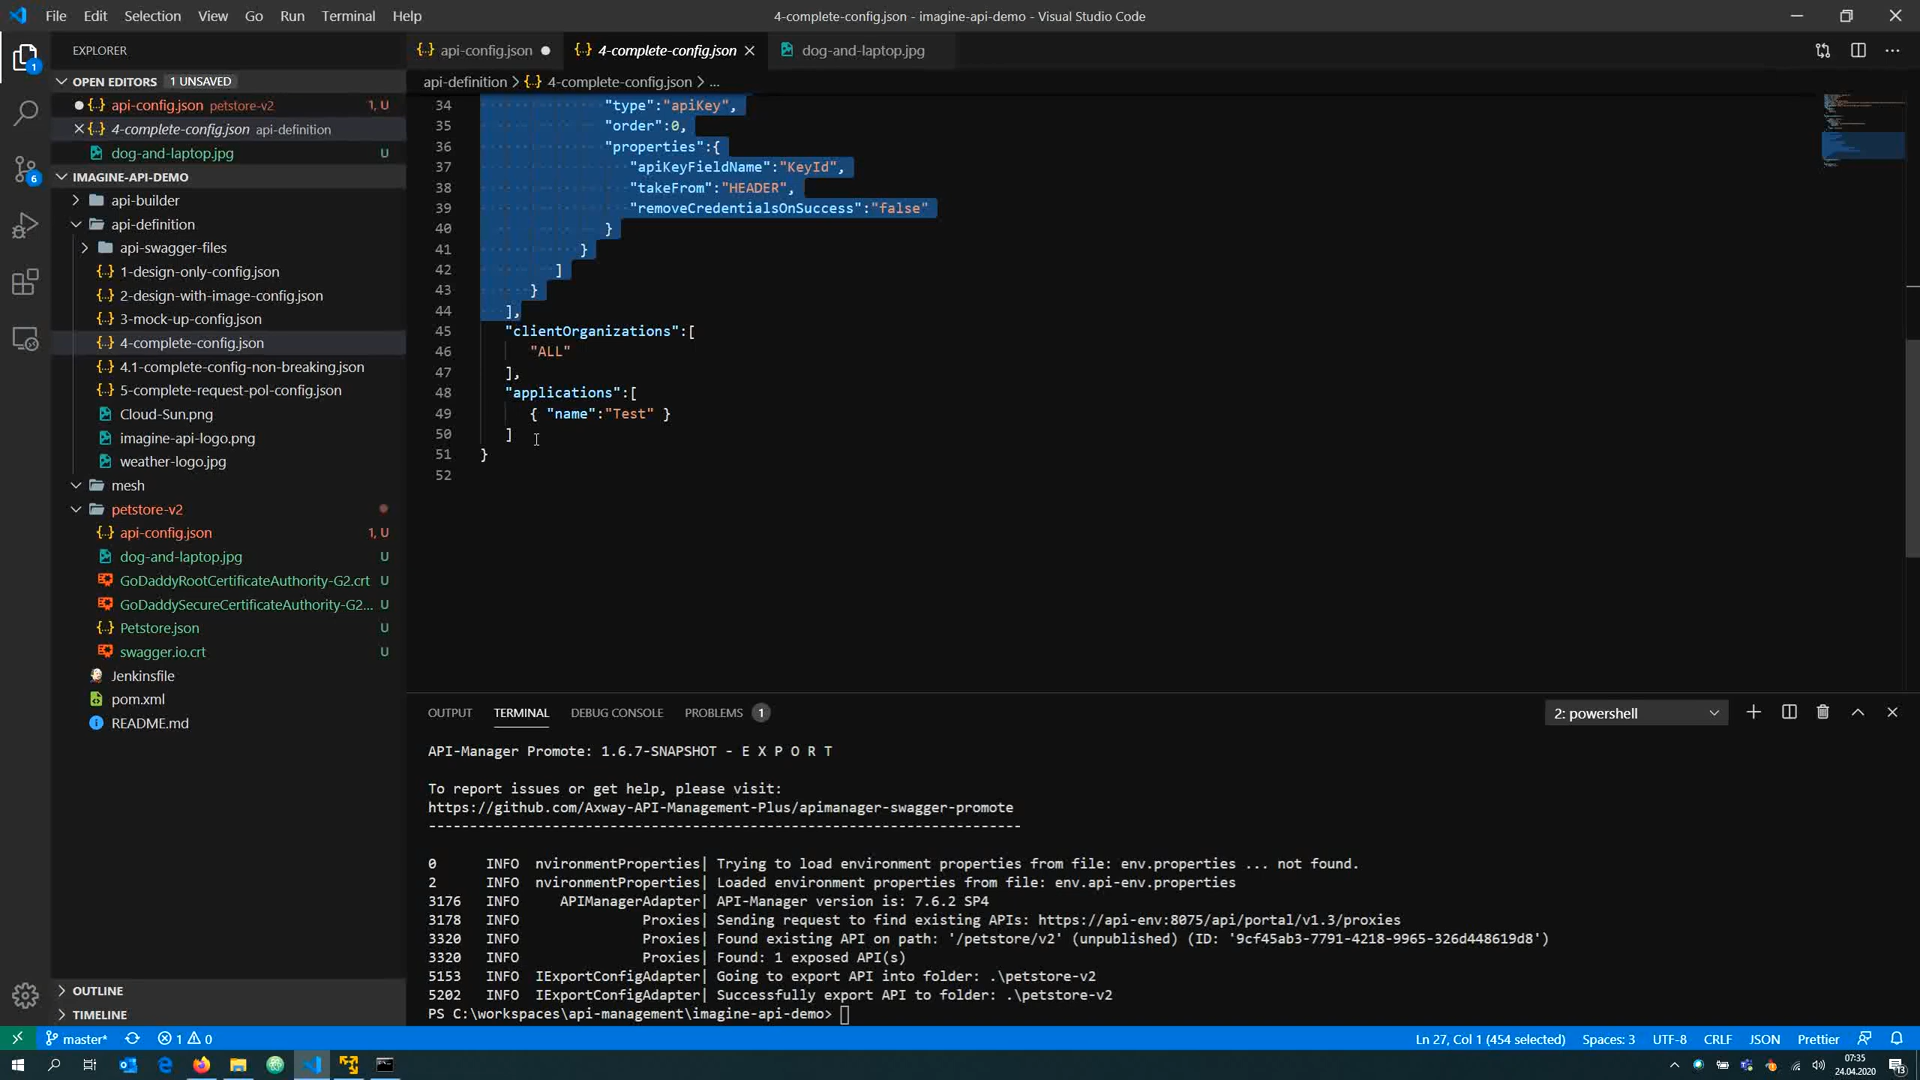 File Edit Selection View Go Run Terminal Help
4-complete-config.json - imagine-api-demo - Visual Studio Code
EXPLORER
OPEN EDITORS 1 UNSAVED
api-config.json petstore-v2 1, U
4-complete-config.json api-definition
dog-and-laptop.jpg U
IMAGINE-API-DEMO
api-builder
api-definition
api-swagger-files
1-design-only-config.json
2-design-with-image-config.json
3-mock-up-config.json
4-complete-config.json
4.1-complete-config-non-breaking.json
5-complete-request-pol-config.json
Cloud-Sun.png
imagine-api-logo.png
weather-logo.jpg
mesh
petstore-v2
api-config.json 1, U
dog-and-laptop.jpg U
GoDaddyRootCertificateAuthority-G2.crt U
GoDaddySecureCertificateAuthority-G2... U
Petstore.json U
swagger.io.crt U
Jenkinsfile
pom.xml
README.md
OUTLINE
TIMELINE
api-config.json
4-complete-config.json
dog-and-laptop.jpg
api-definition > 4-complete-config.json > ...
34 "type":"apiKey",
35 "order":0,
36 "properties":{
37 "apiKeyFieldName":"KeyId",
38 "takeFrom":"HEADER",
39 "removeCredentialsOnSuccess":"false"
40 }
41 }
42 ]
43 }
44 ],
45 "clientOrganizations":[
46 "ALL"
47 ],
48 "applications":[
49 { "name":"Test" }
50 ]
51 }
52
OUTPUT TERMINAL DEBUG CONSOLE PROBLEMS 1
2: powershell
API-Manager Promote: 1.6.7-SNAPSHOT - E X P O R T
To report issues or get help, please visit:
https://github.com/Axway-API-Management-Plus/apimanager-swagger-promote
------------------------------------------------------------------------
0 INFO nvironmentProperties| Trying to load environment properties from file: env.properties ... not found.
2 INFO nvironmentProperties| Loaded environment properties from file: env.api-env.properties
3176 INFO APIManagerAdapter| API-Manager version is: 7.6.2 SP4
3178 INFO Proxies| Sending request to find existing APIs: https://api-env:8075/api/portal/v1.3/proxies
3320 INFO Proxies| Found existing API on path: '/petstore/v2' (unpublished) (ID: '9cf45ab3-7791-4218-9965-326d448619d8')
3320 INFO Proxies| Found: 1 exposed API(s)
5153 INFO IExportConfigAdapter| Going to export API into folder: .\petstore-v2
5202 INFO IExportConfigAdapter| Successfully export API to folder: .\petstore-v2
PS C:\workspaces\api-management\imagine-api-demo>
master* 1 0
Ln 27, Col 1 (454 selected) Spaces: 3 UTF-8 CRLF JSON Prettier
07:35
24.04.2020